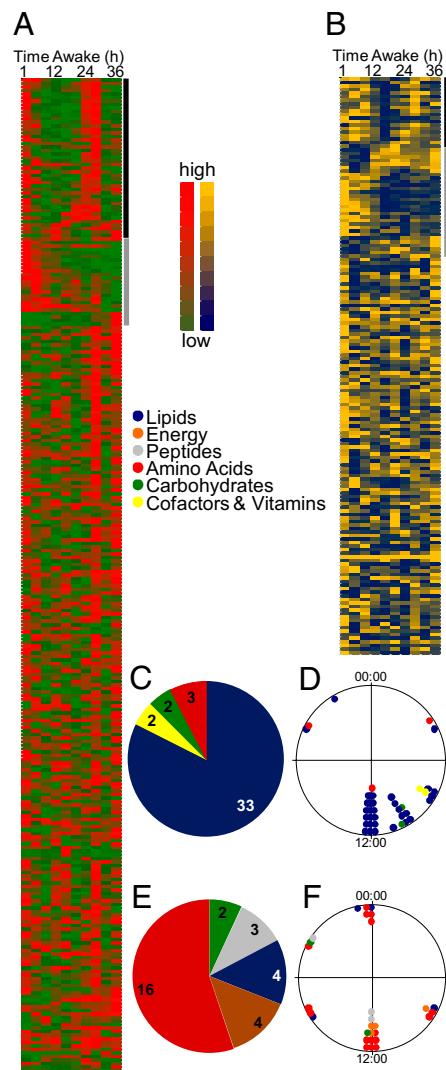 A
B
Time Awake (h)
1 12 24 36
Time Awake (h)
1 12 24 36
high
low
Lipids
Energy
Peptides
Amino Acids
Carbohydrates
Cofactors & Vitamins
C
D
2
3
2
33
00:00
12:00
E
F
2
3
16
4
4
00:00
12:00